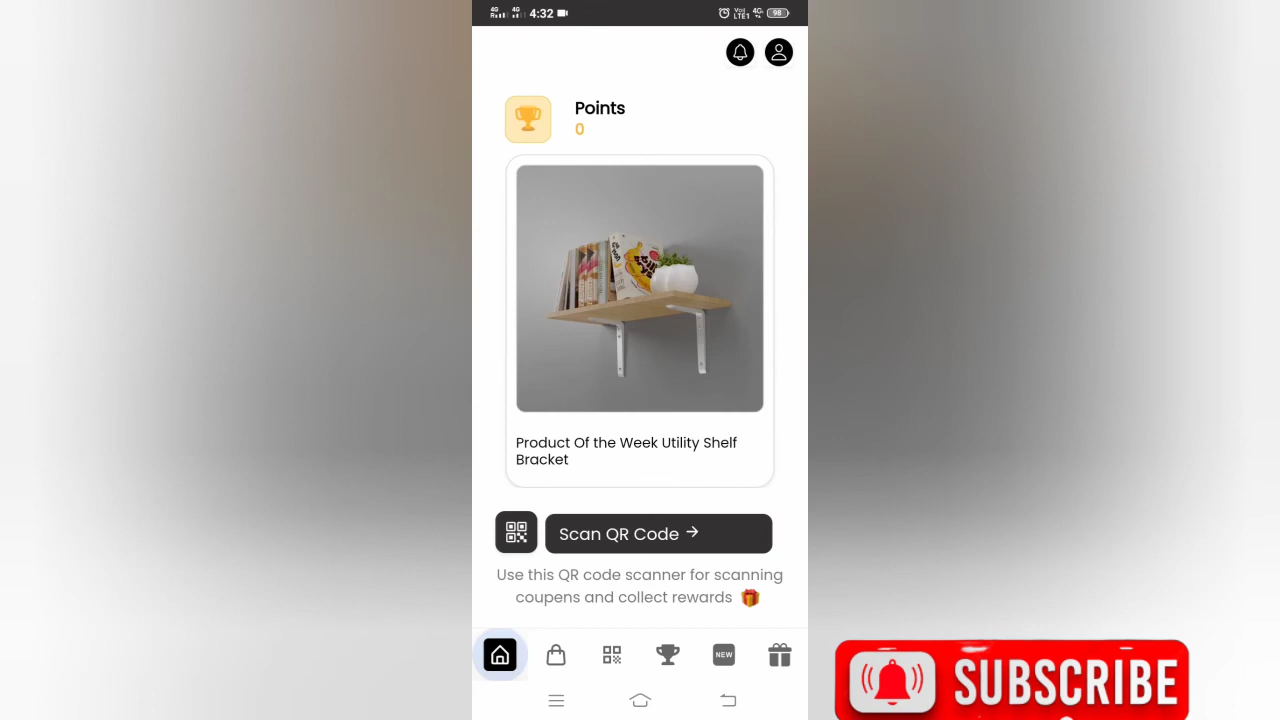 4:32
98
Points
0
Product Of the Week Utility Shelf
Bracket
Scan QR Code →
Use this QR code scanner for scanning
coupens and collect rewards
NEW
SUBSCRIBE